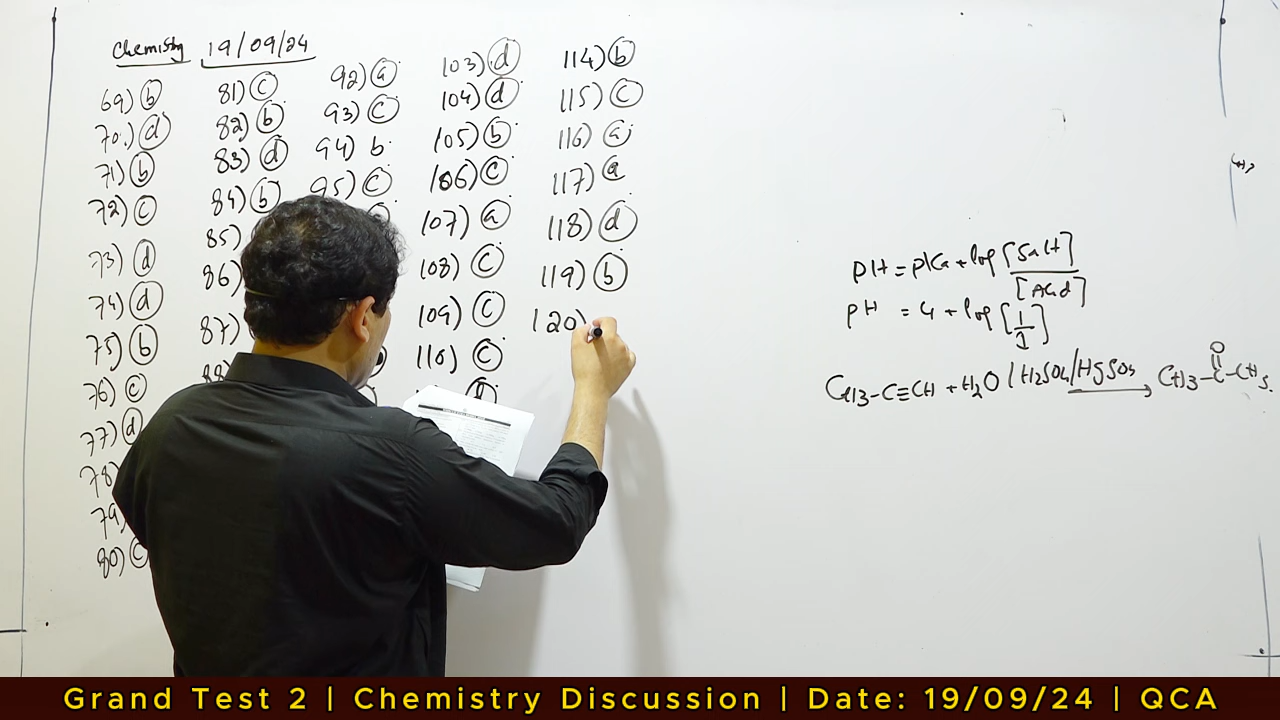 Chemistry 19/09/24
69) b
70) d
71) b
72) c
73) d
74) d
75) b
76) c
77) d
78)
79)
80) c
81) c
82) b
83) d
84) b
85)
86)
87)
88)
92) a
93) c
94) b
95) c
103) d
104) d
105) b
106) c
107) a
108) c
109) c
110) c
114) b
115) c
116) a
117) a
118) d
119) b
120)
pH = pKa + log [Salt]
[Acid]
pH = 4 + log [1/1]
CH3-C≡CH + H2O / H2SO4/HgSO4 → CH3-C-CH3.
O
Grand Test 2 | Chemistry Discussion | Date: 19/09/24 | QCA